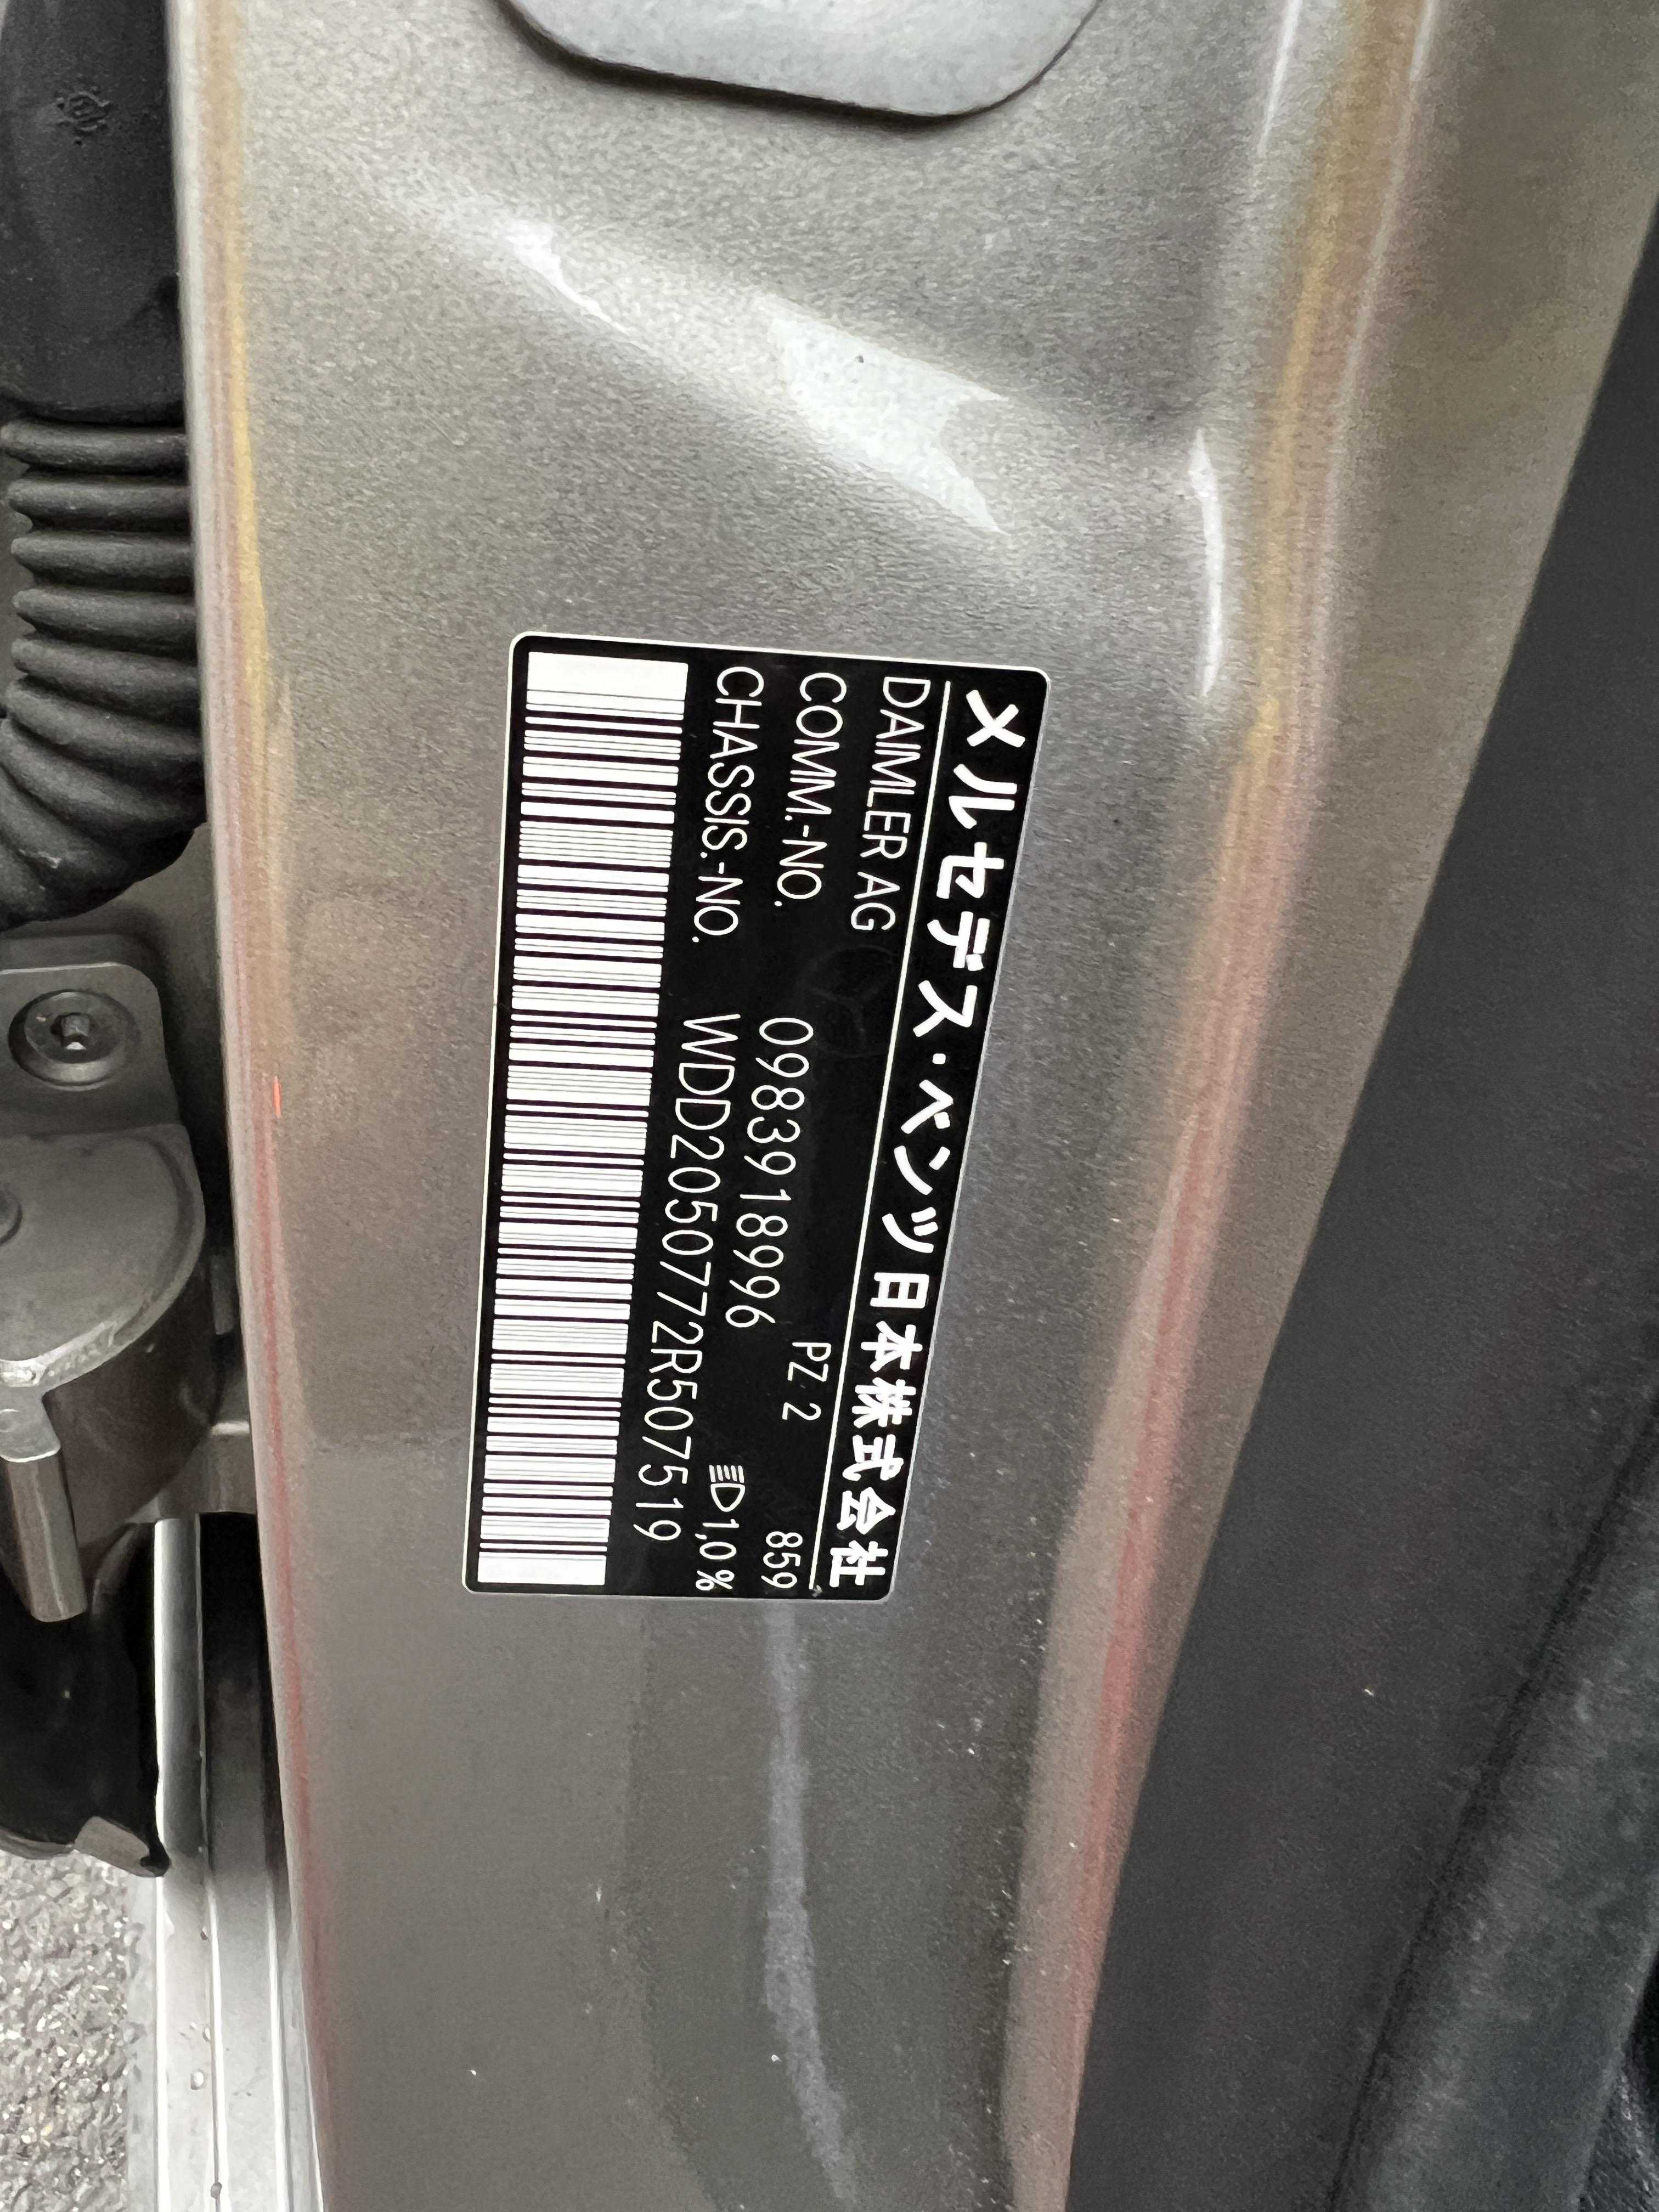 メルセデス・ベンツ日本株式会社
DAIMLER AG PZ 2 859
COMM.-NO. 0983918996 1,0%
CHASSIS.-NO. WDD2050772R507519